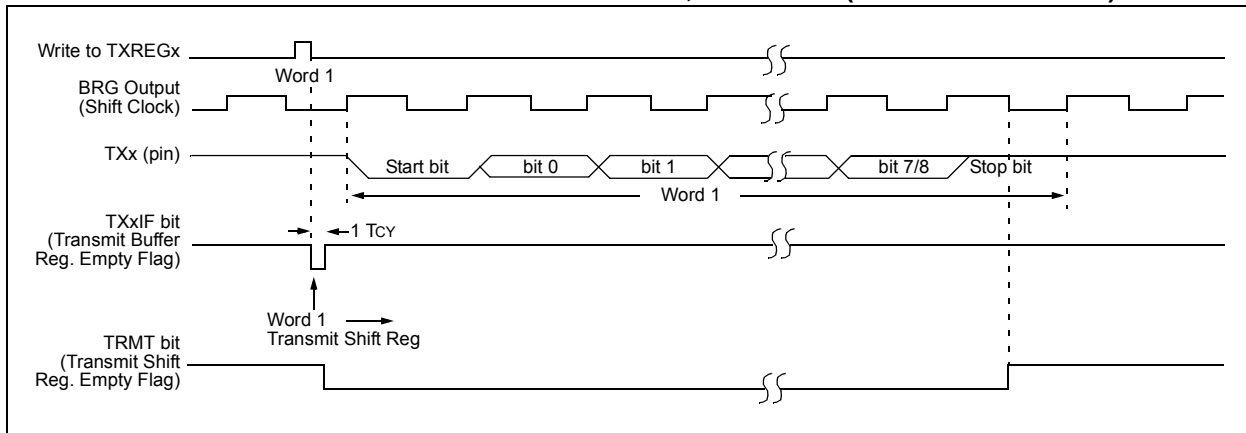 Write to TXREGx
Word 1
BRG Output
(Shift Clock)
TXx (pin)
Start bit
bit 0
bit 1
bit 7/8
Stop bit
Word 1
TXxIF bit
(Transmit Buffer
Reg. Empty Flag)
1 TCY
Word 1
Transmit Shift Reg
TRMT bit
(Transmit Shift
Reg. Empty Flag)